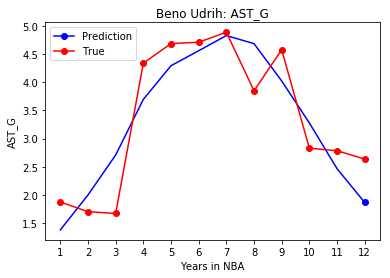 Beno Udrih: AST_G
Prediction
True
5.0
4.5
4.0
3.5
3.0
2.5
2.0
1.5
AST_G
1 2 3 4 5 6 7 8 9 10 11 12
Years in NBA